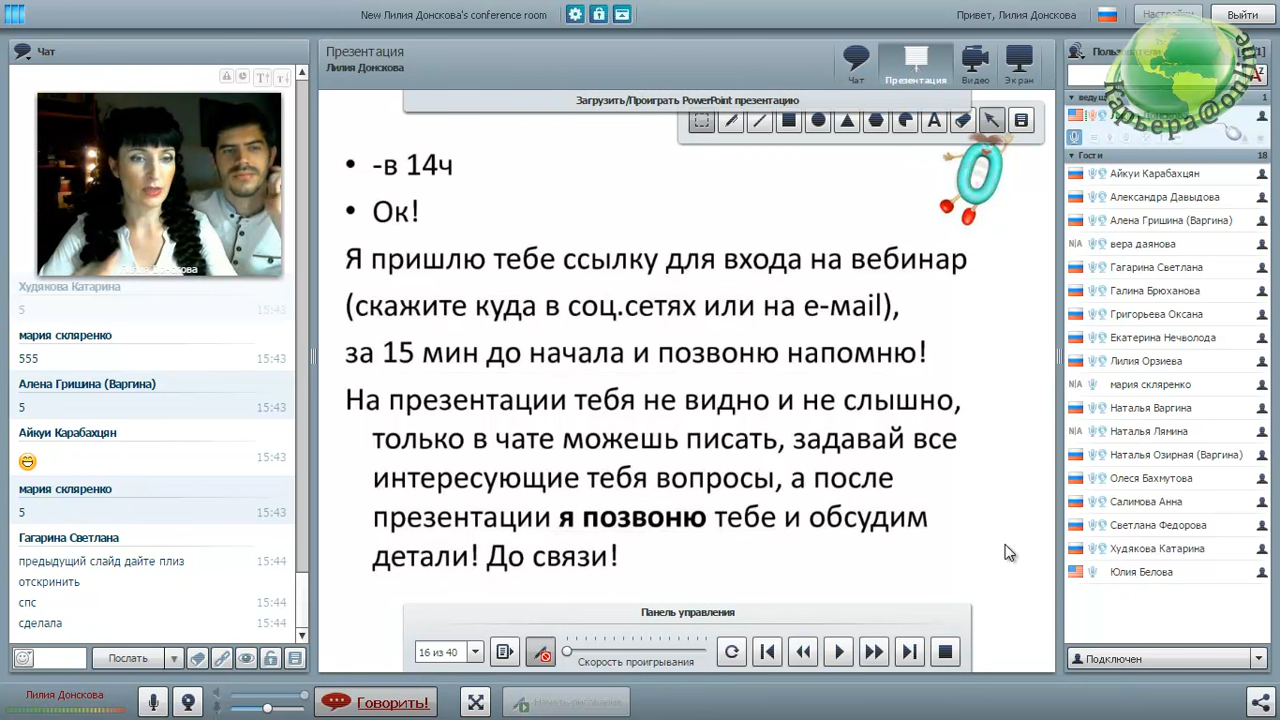 New Лилия Донскова's conference room
Привет, Лилия Донскова
Настройки
Выйти
Чат
Презентация
Лилия Донскова
Чат
Презентация
Видео
Экран
Карьера@online
Загрузить/Проиграть PowerPoint презентацию
• -в 14ч
• Ок!
Я пришлю тебе ссылку для входа на вебинар
(скажите куда в соц.сетях или на e-mail),
за 15 мин до начала и позвоню напомню!
На презентации тебя не видно и не слышно,
только в чате можешь писать, задавай все
интересующие тебя вопросы, а после
презентации я позвоню тебе и обсудим
детали! До связи!
Худякова Катарина
5 15:43
мария скляренко
555 15:43
Алена Гришина (Варгина)
5 15:43
Айкуи Карабахцян
15:43
мария скляренко
5 15:43
Гагарина Светлана
предыдущий слайд дайте плиз 15:44
отскринить
спс 15:44
сделала 15:44
Послать
Панель управления
16 из 40
Скорость проигрывания
1
Гости 18
Айкуи Карабахцян
Александра Давыдова
Алена Гришина (Варгина)
N/A вера даянова
Гагарина Светлана
Галина Брюханова
Григорьева Оксана
Екатерина Нечволода
Лилия Орзиева
N/A мария скляренко
Наталья Варгина
N/A Наталья Лямина
Наталья Озирная (Варгина)
Олеся Бахмутова
Салимова Анна
Светлана Федорова
Худякова Катарина
Юлия Белова
Подключен
Лилия Донскова
Говорить!